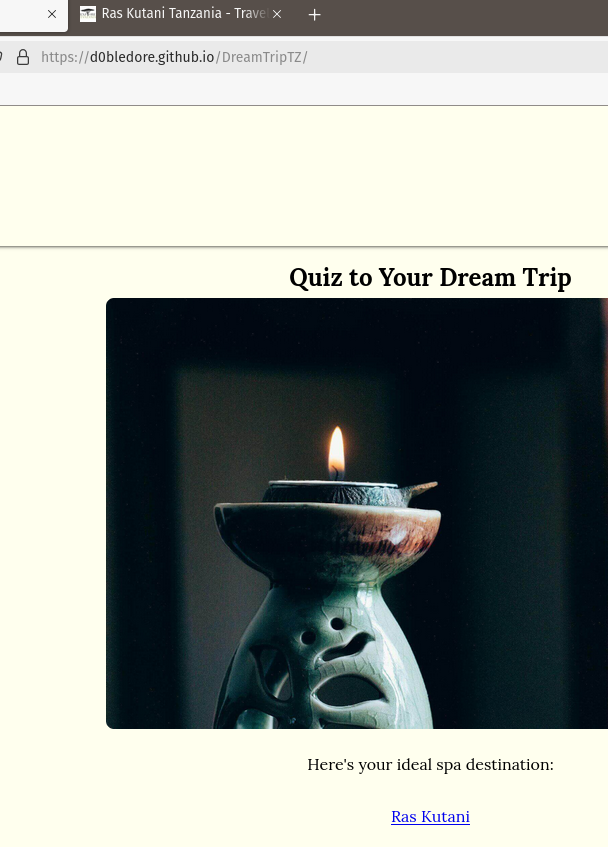 Ras Kutani Tanzania - Travel
https://d0bledore.github.io/DreamTripTZ/
Quiz to Your Dream Trip
Here's your ideal spa destination:
Ras Kutani